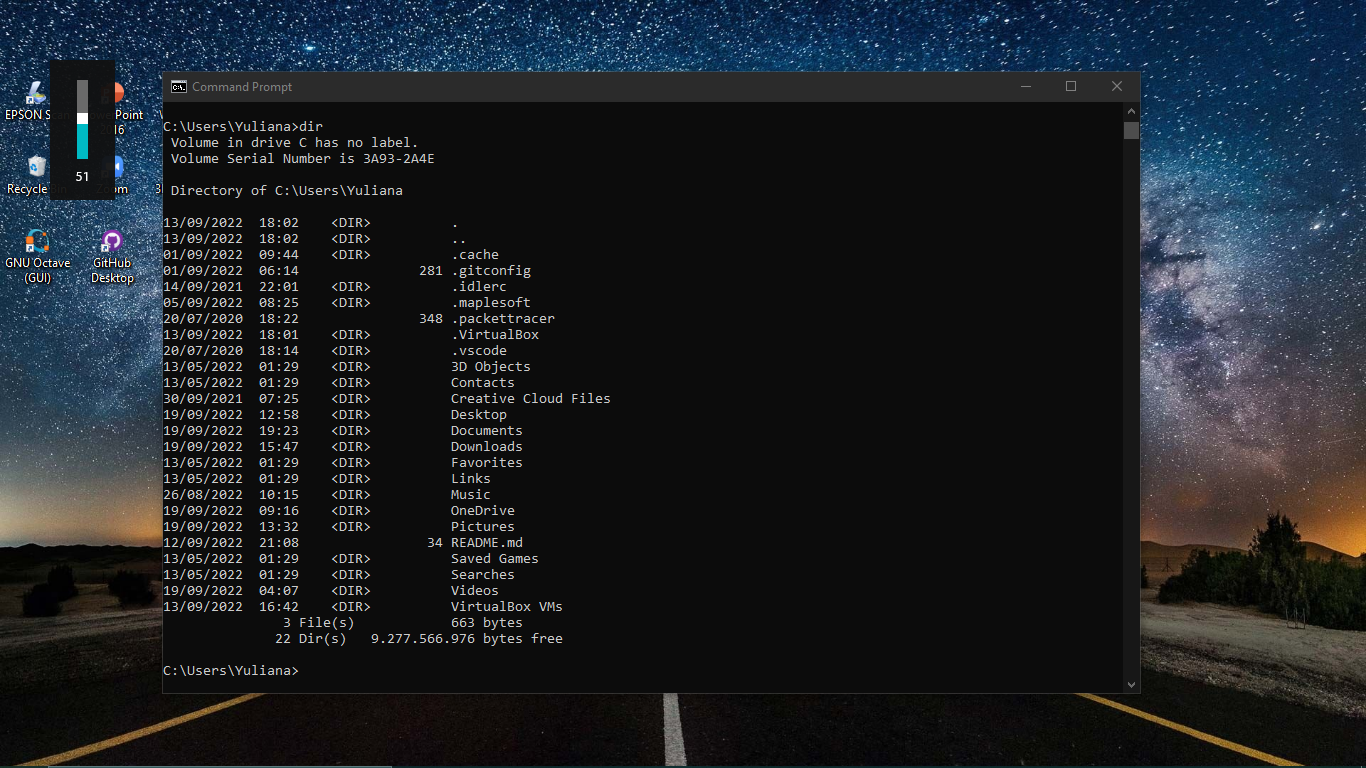 Command Prompt
C:\Users\Yuliana>dir
 Volume in drive C has no label.
 Volume Serial Number is 3A93-2A4E
 Directory of C:\Users\Yuliana
13/09/2022  18:02    <DIR>          .
13/09/2022  18:02    <DIR>          ..
01/09/2022  09:44    <DIR>          .cache
01/09/2022  06:14               281 .gitconfig
14/09/2021  22:01    <DIR>          .idlerc
05/09/2022  08:25    <DIR>          .maplesoft
20/07/2020  18:22               348 .packettracer
13/09/2022  18:01    <DIR>          .VirtualBox
20/07/2020  18:14    <DIR>          .vscode
13/05/2022  01:29    <DIR>          3D Objects
13/05/2022  01:29    <DIR>          Contacts
30/09/2021  07:25    <DIR>          Creative Cloud Files
19/09/2022  12:58    <DIR>          Desktop
19/09/2022  19:23    <DIR>          Documents
19/09/2022  15:47    <DIR>          Downloads
13/05/2022  01:29    <DIR>          Favorites
13/05/2022  01:29    <DIR>          Links
26/08/2022  10:15    <DIR>          Music
19/09/2022  09:16    <DIR>          OneDrive
19/09/2022  13:32    <DIR>          Pictures
12/09/2022  21:08                34 README.md
13/05/2022  01:29    <DIR>          Saved Games
13/05/2022  01:29    <DIR>          Searches
19/09/2022  04:07    <DIR>          Videos
13/09/2022  16:42    <DIR>          VirtualBox VMs
               3 File(s)            663 bytes
              22 Dir(s)   9.277.566.976 bytes free
C:\Users\Yuliana>
EPSON
51
Recycle
GNU Octave
(GUI)
GitHub
Desktop